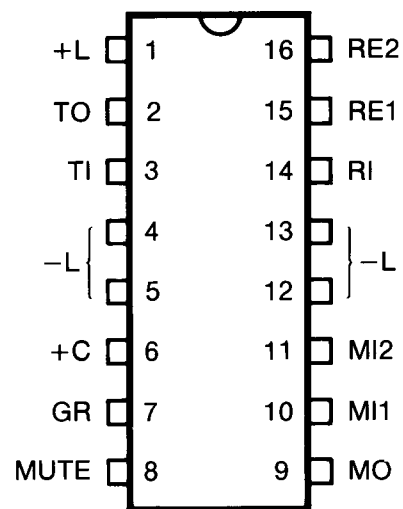 +L 1 16 RE2
TO 2 15 RE1
TI 3 14 RI
4 13
–L –L
5 12
+C 6 11 MI2
GR 7 10 MI1
MUTE 8 9 MO